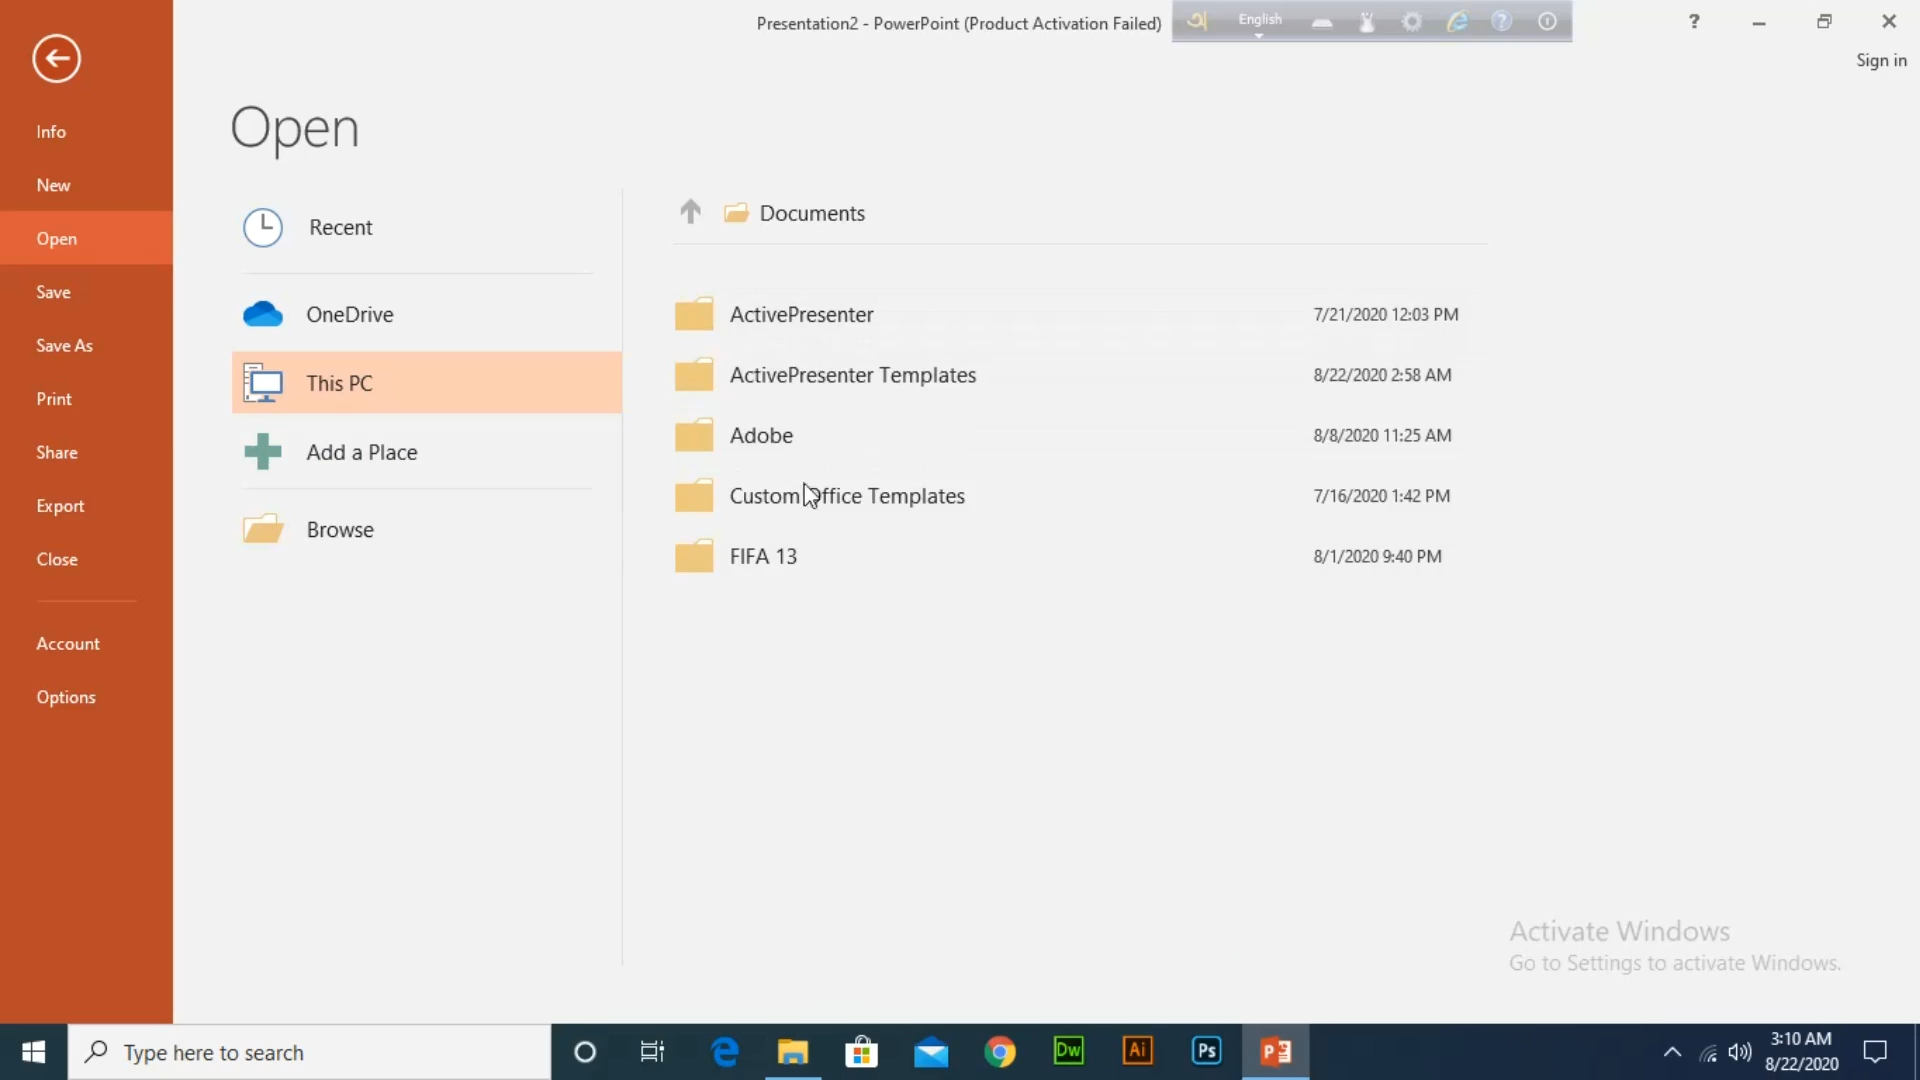 Presentation2 - PowerPoint (Product Activation Failed)
English
?
Sign in
Info
New
Open
Save
Save As
Print
Share
Export
Close
Account
Options
Open
Recent
OneDrive
This PC
Add a Place
Browse
Documents
ActivePresenter 7/21/2020 12:03 PM
ActivePresenter Templates 8/22/2020 2:58 AM
Adobe 8/8/2020 11:25 AM
Custom Office Templates 7/16/2020 1:42 PM
FIFA 13 8/1/2020 9:40 PM
Activate Windows
Go to Settings to activate Windows.
Type here to search
Dw
Ai
Ps
3:10 AM
8/22/2020